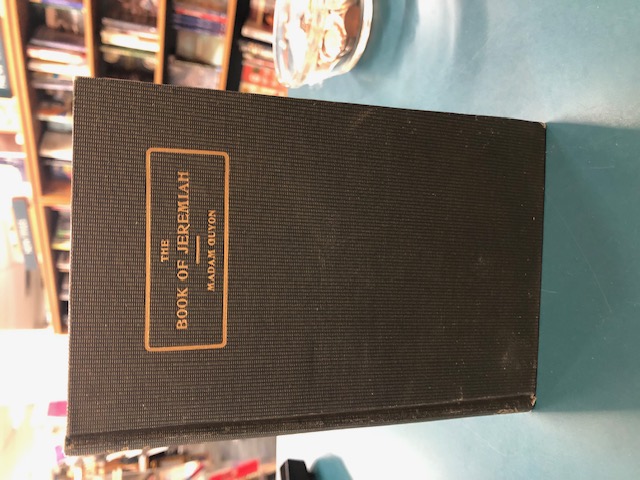 THE
BOOK OF JEREMIAH
MADAM GUYON